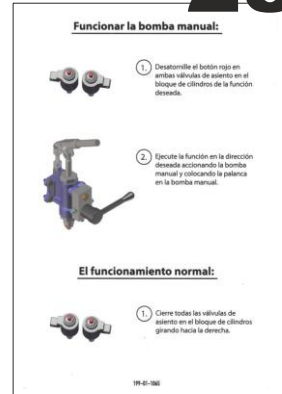 Funcionar la bomba manual:
1. Desatornille el botón rojo en
ambas válvulas de asiento en el
bloque de cilindros de la función
deseada.
2. Ejecute la función en la dirección
deseada accionando la bomba
manual y colocando la palanca
en la bomba manual.
El funcionamiento normal:
1. Cierre todas las válvulas de
asiento en el bloque de cilindros
girando hacia la derecha.
199-01-1065